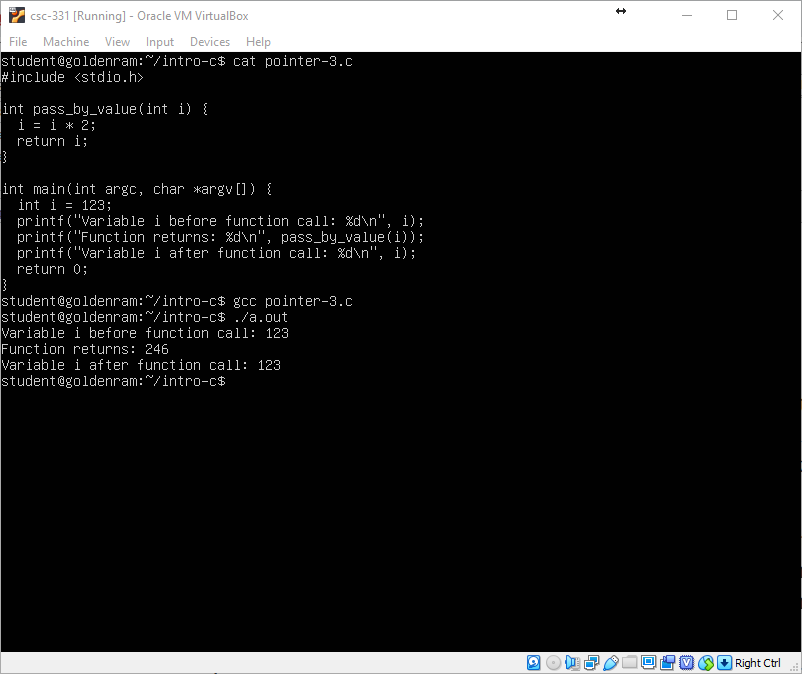 csc-331 [Running] - Oracle VM VirtualBox
File Machine View Input Devices Help
student@goldenram:~/intro-c$ cat pointer-3.c
#include <stdio.h>

int pass_by_value(int i) {
  i = i * 2;
  return i;
}

int main(int argc, char *argv[]) {
  int i = 123;
  printf("Variable i before function call: %d\n", i);
  printf("Function returns: %d\n", pass_by_value(i));
  printf("Variable i after function call: %d\n", i);
  return 0;
}
student@goldenram:~/intro-c$ gcc pointer-3.c
student@goldenram:~/intro-c$ ./a.out
Variable i before function call: 123
Function returns: 246
Variable i after function call: 123
student@goldenram:~/intro-c$
Right Ctrl